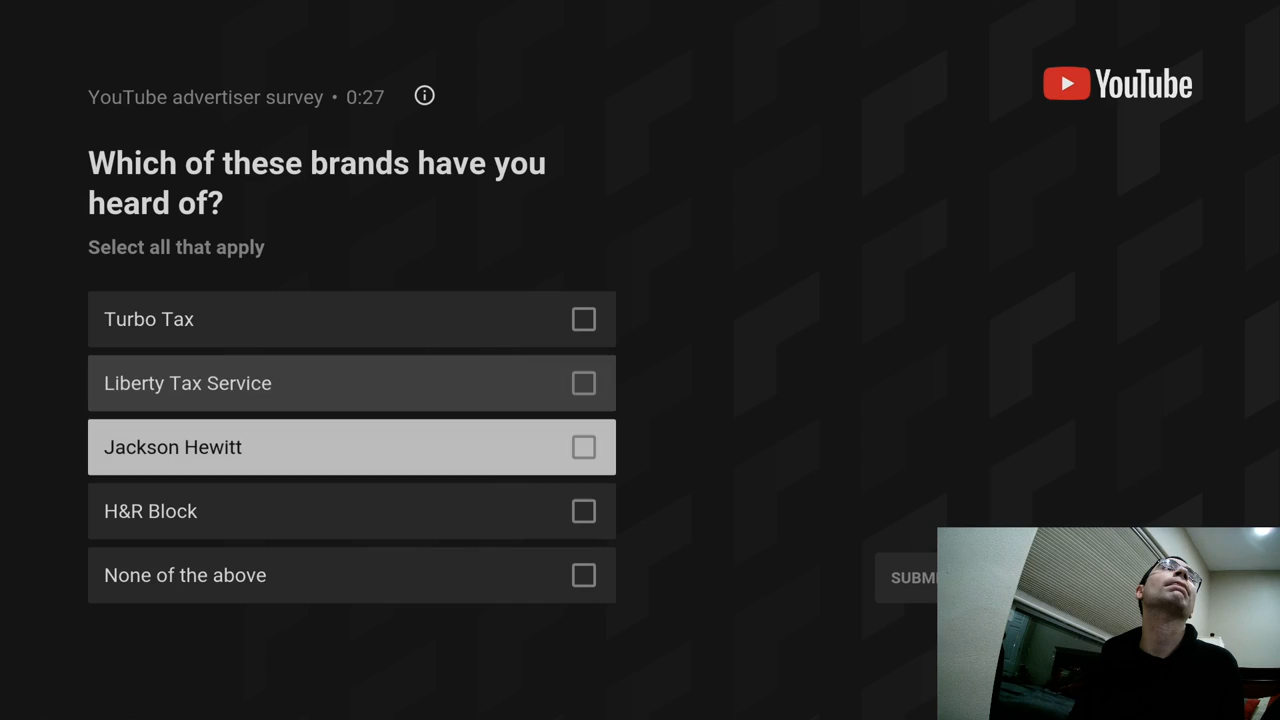 YouTube advertiser survey • 0:27
YouTube
Which of these brands have you
heard of?
Select all that apply
Turbo Tax
Liberty Tax Service
Jackson Hewitt
H&R Block
None of the above